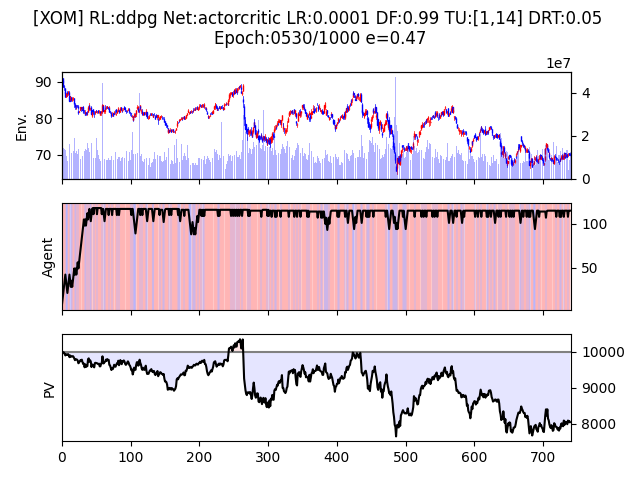 [XOM] RL:ddpg Net:actorcritic LR:0.0001 DF:0.99 TU:[1,14] DRT:0.05
Epoch:0530/1000 e=0.47
1e7
90
80
70
Env.
4
2
0
Agent
100
50
PV
10000
9000
8000
0 100 200 300 400 500 600 700